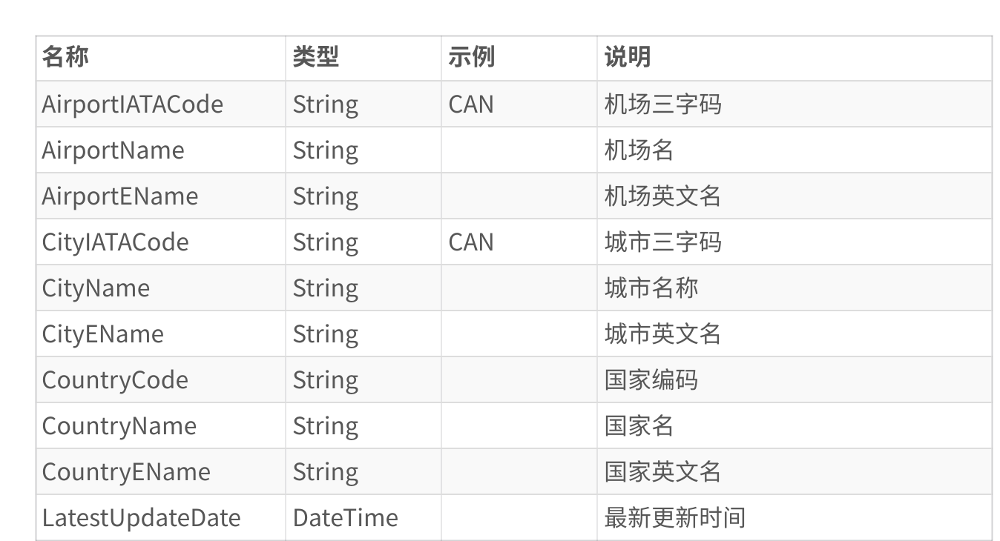 名称 类型 示例 说明
AirportIATACode String CAN 机场三字码
AirportName String 机场名
AirportEName String 机场英文名
CityIATACode String CAN 城市三字码
CityName String 城市名称
CityEName String 城市英文名
CountryCode String 国家编码
CountryName String 国家名
CountryEName String 国家英文名
LatestUpdateDate DateTime 最新更新时间